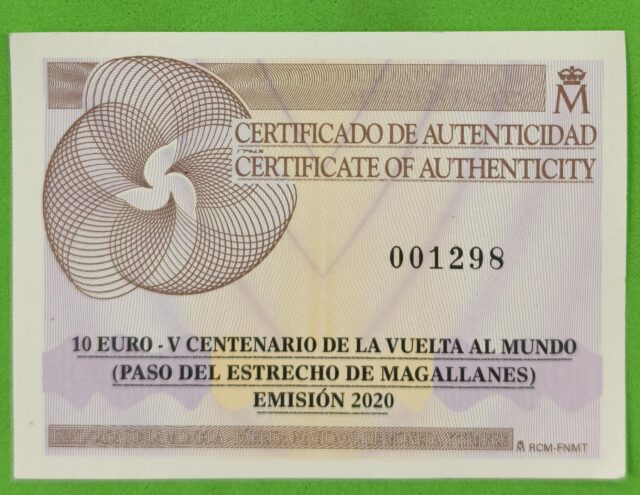 M
CERTIFICADO DE AUTENTICIDAD
CERTIFICATE OF AUTHENTICITY
001298
10 EURO - V CENTENARIO DE LA VUELTA AL MUNDO
(PASO DEL ESTRECHO DE MAGALLANES)
EMISIÓN 2020
M RCM-FNMT